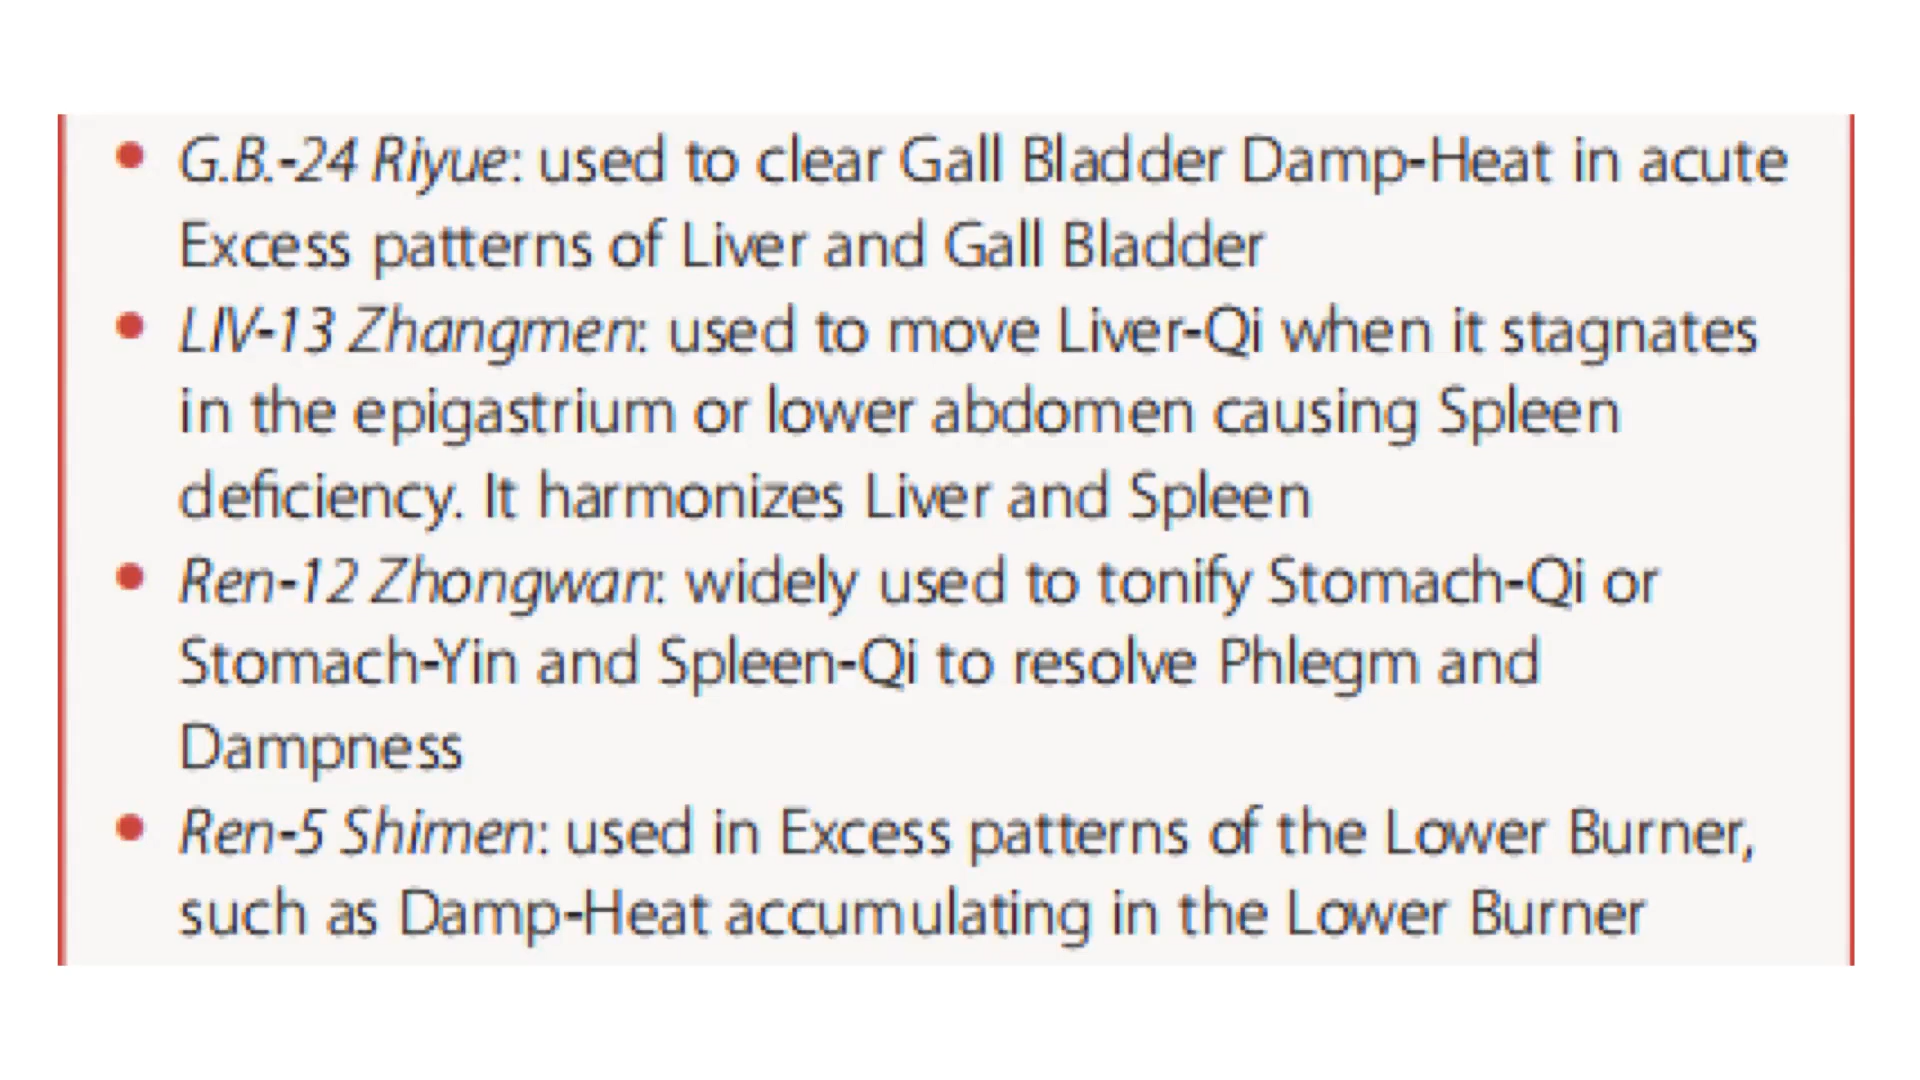 • G.B.-24 Riyue: used to clear Gall Bladder Damp-Heat in acute
Excess patterns of Liver and Gall Bladder
• LIV-13 Zhangmen: used to move Liver-Qi when it stagnates
in the epigastrium or lower abdomen causing Spleen
deficiency. It harmonizes Liver and Spleen
• Ren-12 Zhongwan: widely used to tonify Stomach-Qi or
Stomach-Yin and Spleen-Qi to resolve Phlegm and
Dampness
• Ren-5 Shimen: used in Excess patterns of the Lower Burner,
such as Damp-Heat accumulating in the Lower Burner